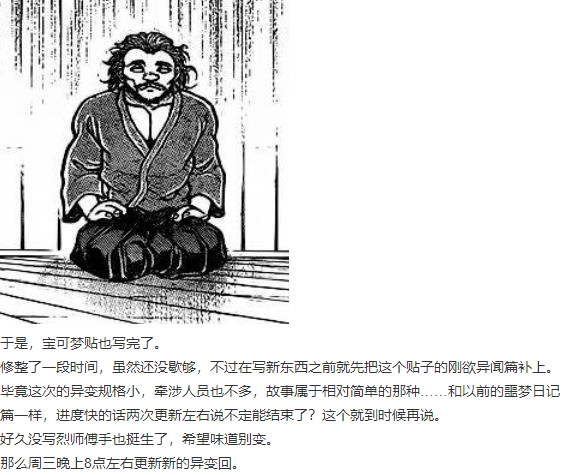 于是，宝可梦贴也写完了。
修整了一段时间，虽然还没歇够，不过在写新东西之前就先把这个贴子的刚欲异闻篇补上。
毕竟这次的异变规格小，牵涉人员也不多，故事属于相对简单的那种……和以前的噩梦日记
篇一样，进度快的话两次更新左右说不定能结束了？这个就到时候再说。
好久没写烈师傅手也挺生了，希望味道别变。
那么周三晚上8点左右更新新的异变回。